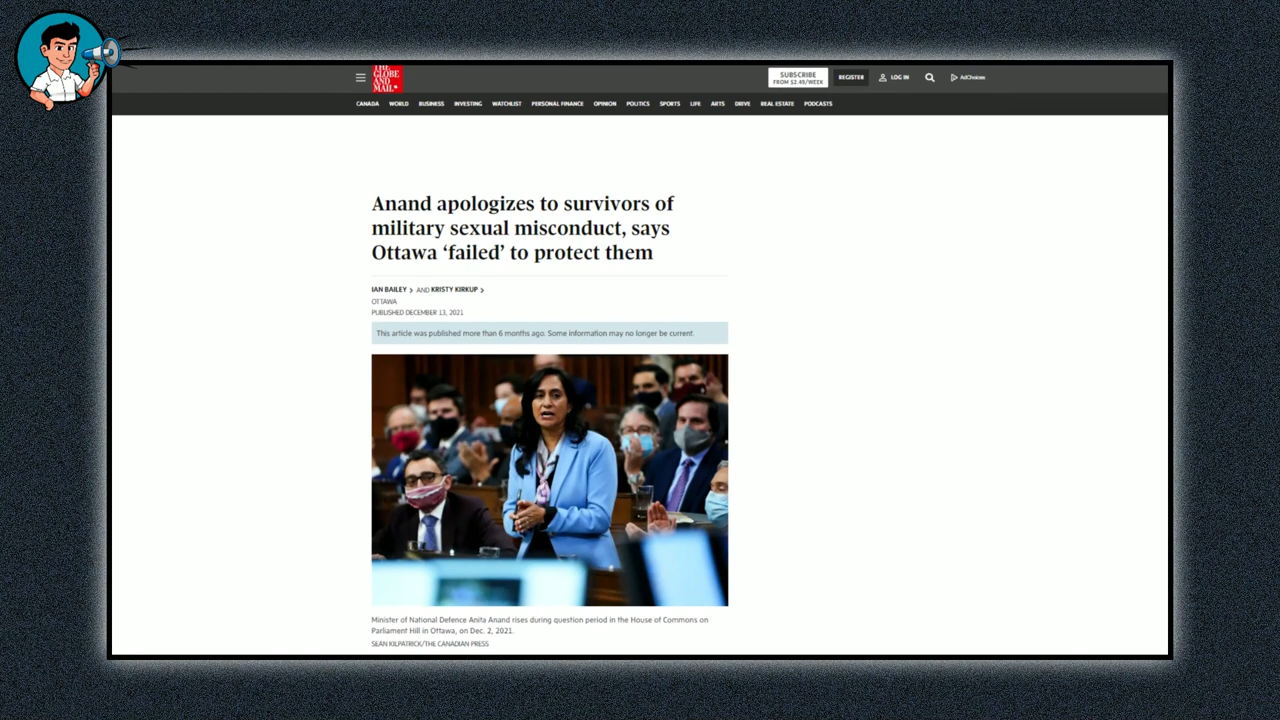 THE
GLOBE
AND
MAIL*
SUBSCRIBE
FROM $2.49/WEEK
REGISTER
LOG IN
AdChoices
CANADA WORLD BUSINESS INVESTING WATCHLIST PERSONAL FINANCE OPINION POLITICS SPORTS LIFE ARTS DRIVE REAL ESTATE PODCASTS
Anand apologizes to survivors of
military sexual misconduct, says
Ottawa ‘failed’ to protect them
IAN BAILEY > AND KRISTY KIRKUP >
OTTAWA
PUBLISHED DECEMBER 13, 2021
This article was published more than 6 months ago. Some information may no longer be current.
Minister of National Defence Anita Anand rises during question period in the House of Commons on
Parliament Hill in Ottawa, on Dec. 2, 2021.
SEAN KILPATRICK/THE CANADIAN PRESS